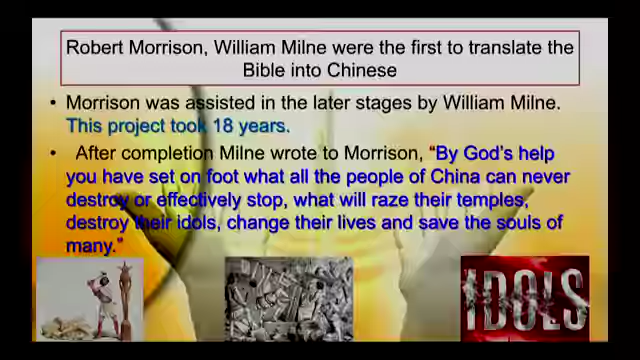 Robert Morrison, William Milne were the first to translate the
Bible into Chinese
• Morrison was assisted in the later stages by William Milne.
This project took 18 years.
• After completion Milne wrote to Morrison, “By God's help
you have set on foot what all the people of China can never
destroy or effectively stop, what will raze their temples,
destroy their idols, change their lives and save the souls of
many.”
IDOLS